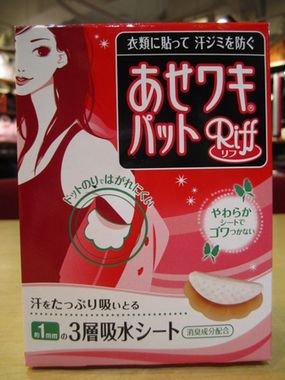 衣類に貼って 汗ジミを防ぐ
あせワキ®
パット Riff
リフ
ドットのりではがれにくい!
やわらか
シートで
ゴワつかない
汗をたっぷり吸いとる
約1mmの3層吸水シート
消臭成分配合